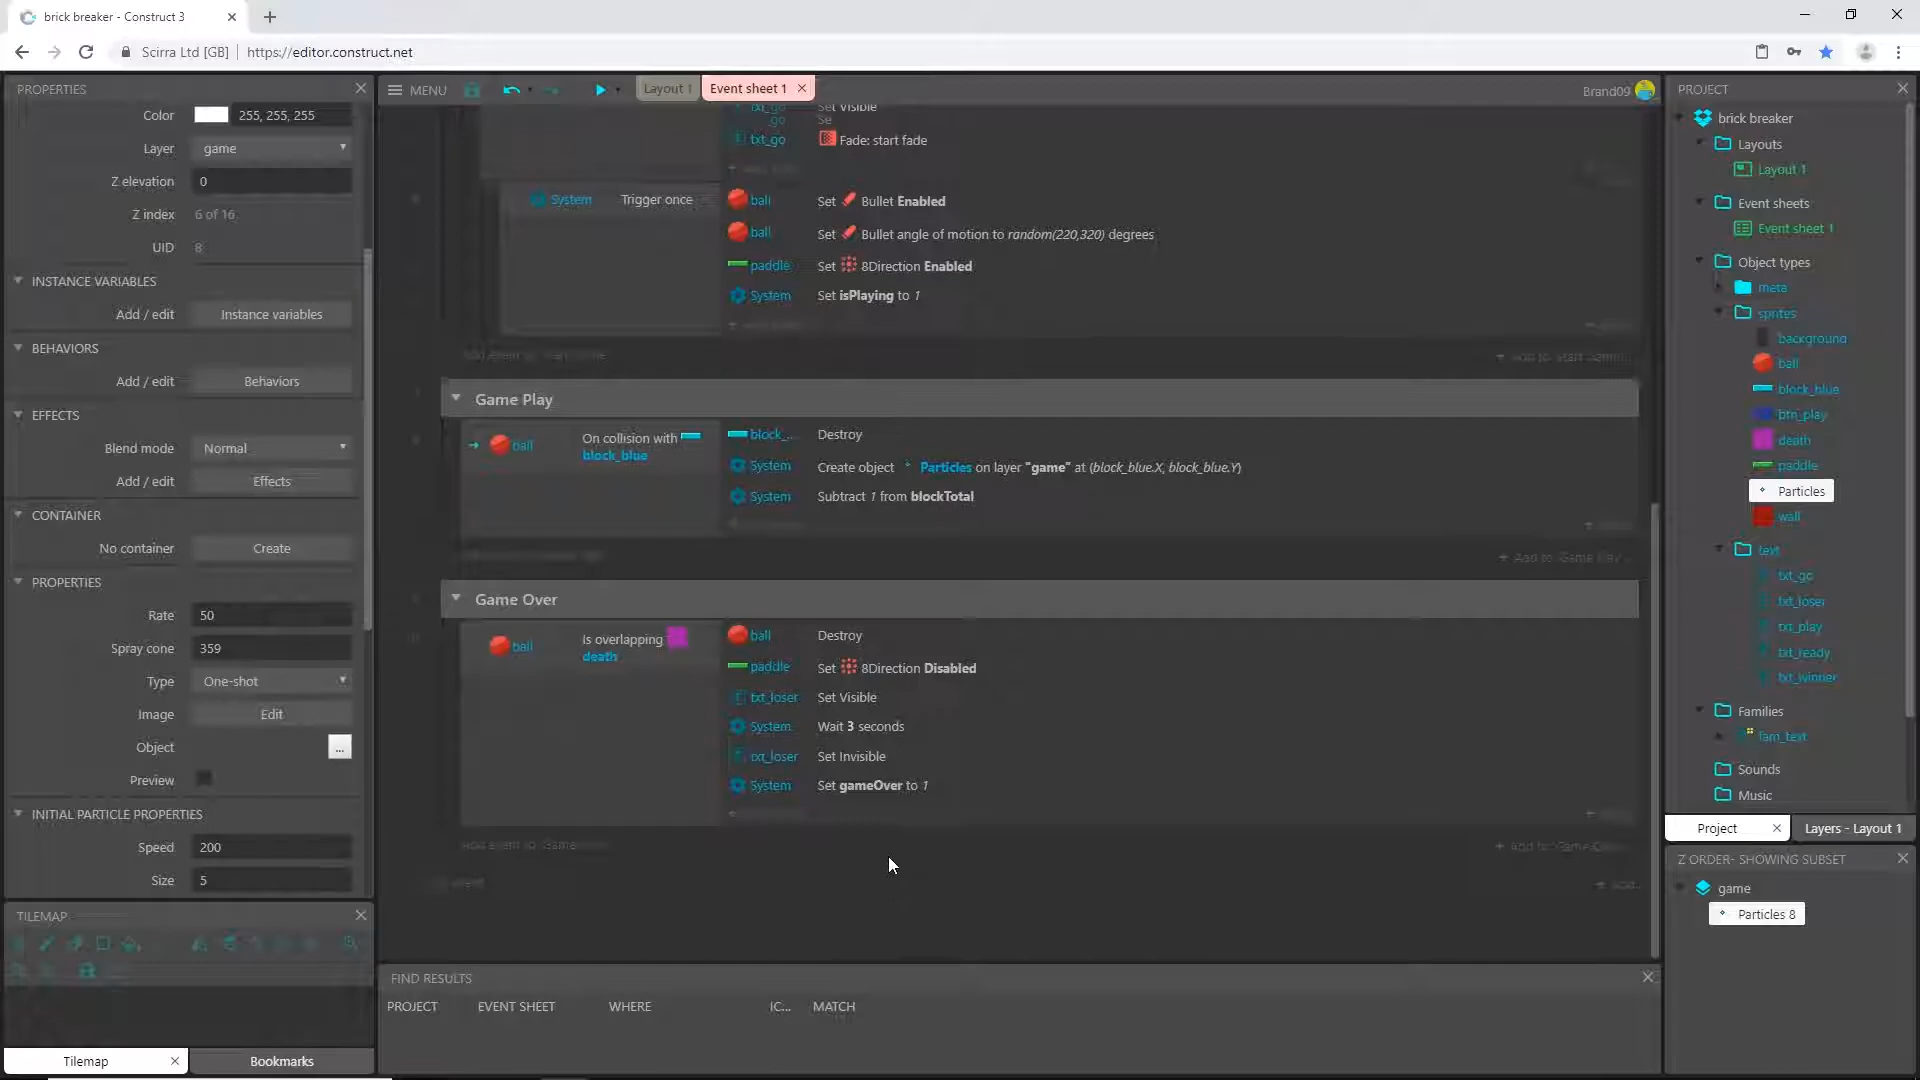 brick breaker - Construct 3
Scirra Ltd [GB]
https://editor.construct.net
PROPERTIES
Color
255, 255, 255
Layer
game
Z elevation
0
Z index
6 of 16
UID
8
INSTANCE VARIABLES
Add / edit
Instance variables
BEHAVIORS
Add / edit
Behaviors
EFFECTS
Blend mode
Normal
Add / edit
Effects
CONTAINER
No container
Create
PROPERTIES
Rate
50
Spray cone
359
Type
One-shot
Image
Edit
Object
...
Preview
INITIAL PARTICLE PROPERTIES
Speed
200
Size
5
TILEMAP
Tilemap
Bookmarks
MENU
Layout 1
Event sheet 1
Brand09
txt_go Set Visible
txt_go Fade: start fade
System Trigger once
ball Set Bullet Enabled
ball Set Bullet angle of motion to random(220,320) degrees
paddle Set 8Direction Enabled
System Set isPlaying to 1
Game Play
ball On collision with block_blue
block_... Destroy
System Create object Particles on layer "game" at (block_blue.X, block_blue.Y)
System Subtract 1 from blockTotal
Game Over
ball Is overlapping death
ball Destroy
paddle Set 8Direction Disabled
txt_loser Set Visible
System Wait 3 seconds
txt_loser Set Invisible
System Set gameOver to 1
FIND RESULTS
PROJECT EVENT SHEET WHERE IC... MATCH
PROJECT
brick breaker
Layouts
Layout 1
Event sheets
Event sheet 1
Object types
meta
sprites
background
ball
block_blue
btn_play
death
paddle
Particles
wall
text
txt_go
txt_loser
txt_play
txt_ready
txt_winner
Families
fam_text
Sounds
Music
Project
Layers - Layout 1
Z ORDER- SHOWING SUBSET
game
Particles 8